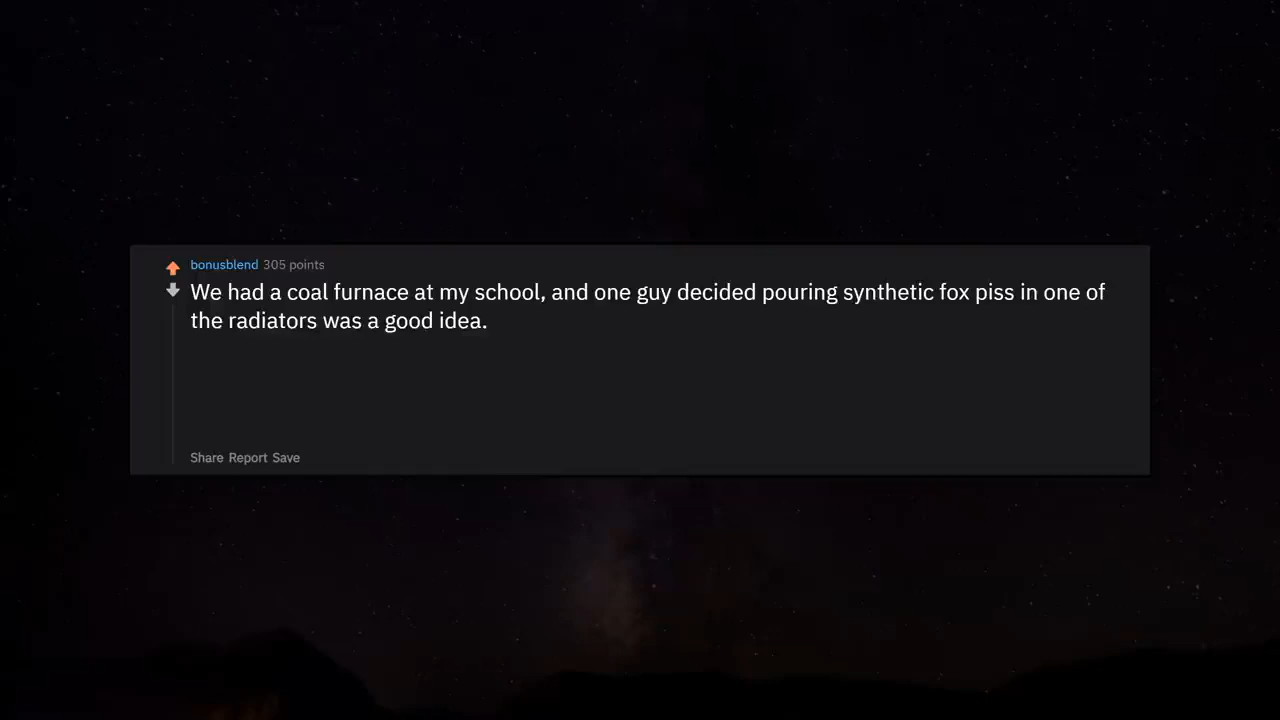 bonusblend 305 points
We had a coal furnace at my school, and one guy decided pouring synthetic fox piss in one of
the radiators was a good idea.
Share Report Save